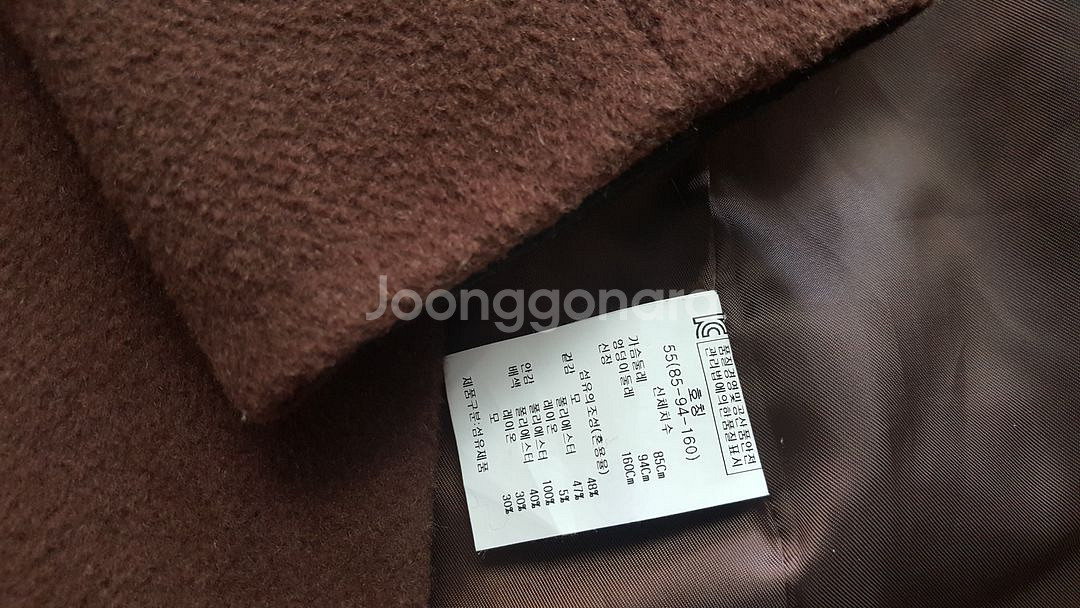 Joonggonara
품질경영및공산품안전
관리법에의한품질표시
호칭
55(85-94-160)
신체치수
가슴둘레 85Cm
엉덩이둘레 94Cm
신장 160Cm
섬유의조성(혼용율)
겉감 모 48%
폴리에스터 47%
레이온 5%
안감 폴리에스터 100%
배색 폴리에스터 40%
레이온 30%
모 30%
제품구분:섬유제품